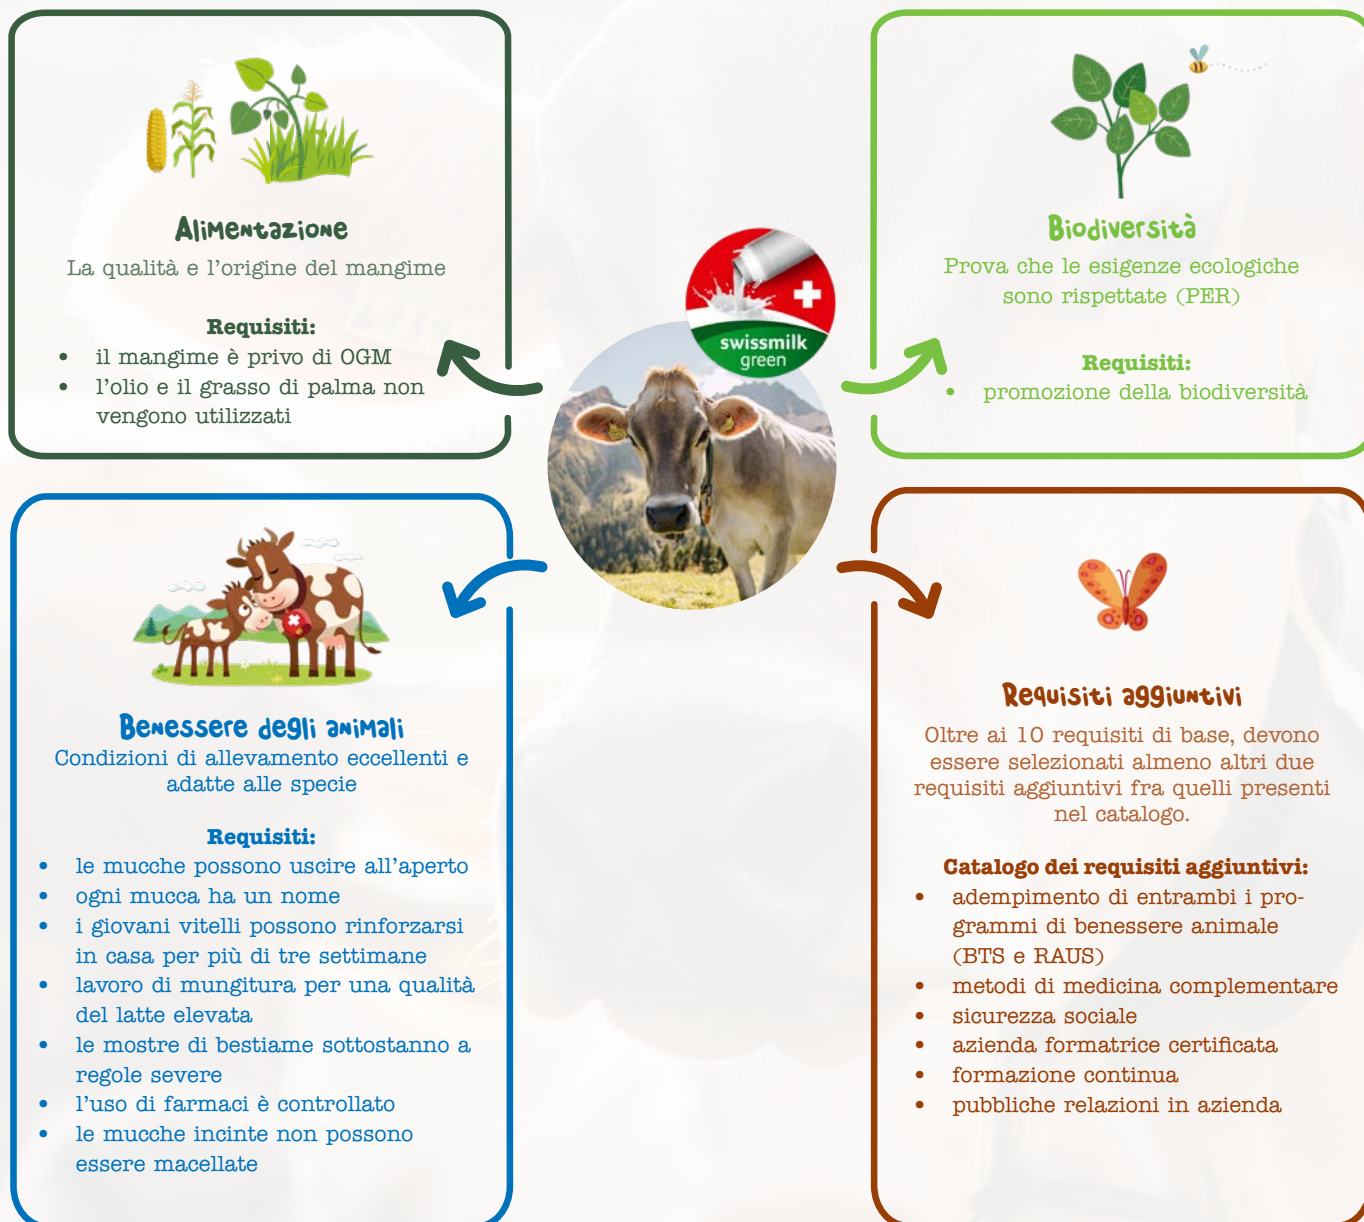 Alimentazione
La qualità e l'origine del mangime
Requisiti:
• il mangime è privo di OGM
• l'olio e il grasso di palma non
vengono utilizzati
Biodiversità
Prova che le esigenze ecologiche
sono rispettate (PER)
Requisiti:
• promozione della biodiversità
swissmilk
green
Benessere degli animali
Condizioni di allevamento eccellenti e
adatte alle specie
Requisiti:
• le mucche possono uscire all'aperto
• ogni mucca ha un nome
• i giovani vitelli possono rinforzarsi
in casa per più di tre settimane
• lavoro di mungitura per una qualità
del latte elevata
• le mostre di bestiame sottostanno a
regole severe
• l'uso di farmaci è controllato
• le mucche incinte non possono
essere macellate
Requisiti aggiuntivi
Oltre ai 10 requisiti di base, devono
essere selezionati almeno altri due
requisiti aggiuntivi fra quelli presenti
nel catalogo.
Catalogo dei requisiti aggiuntivi:
• adempimento di entrambi i pro-
grammi di benessere animale
(BTS e RAUS)
• metodi di medicina complementare
• sicurezza sociale
• azienda formatrice certificata
• formazione continua
• pubbliche relazioni in azienda